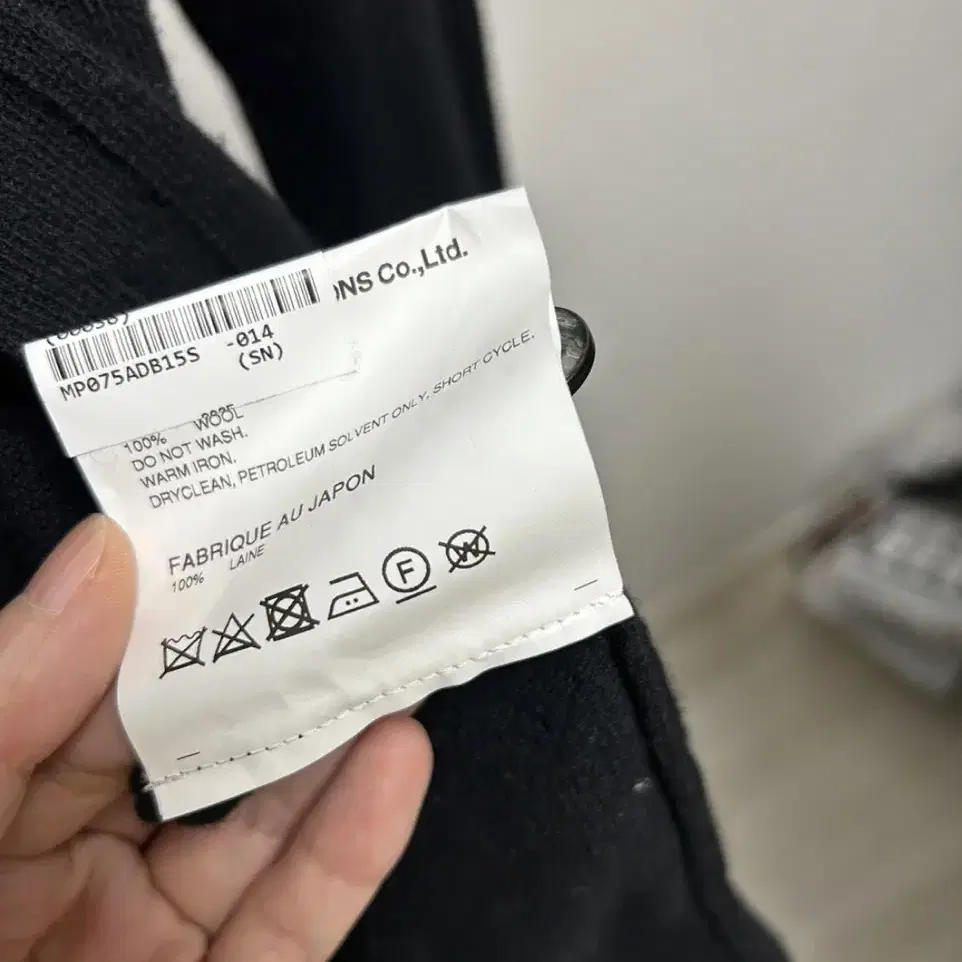 NS Co.,Ltd.
MP075ADB15S -014
(SN)
100% WOOL
DO NOT WASH.
WARM IRON.
DRYCLEAN, PETROLEUM SOLVENT ONLY, SHORT CYCLE.
FABRIQUE AU JAPON
100% LAINE
F
W